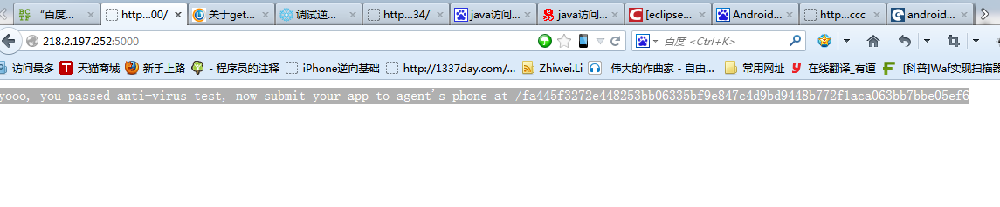 BCTF "百度... × http...00/ × 关于get... × 调试逆... × http...34/ × java访问... × java访问... × [eclipse... × Android... × http...ccc × android... ×
218.2.197.252:5000 百度 <Ctrl+K>
访问最多 天猫商城 新手上路 - 程序员的注释 iPhone逆向基础 http://1337day.com/... Zhiwei.Li 伟大的作曲家 - 自由... 常用网址 在线翻译_有道 [科普]Waf实现扫描器
yooo, you passed anti-virus test, now submit your app to agent's phone at /fa445f3272e448253bb06335bf9e847c4d9bd9448b772f1aca063bb7bbe05ef6